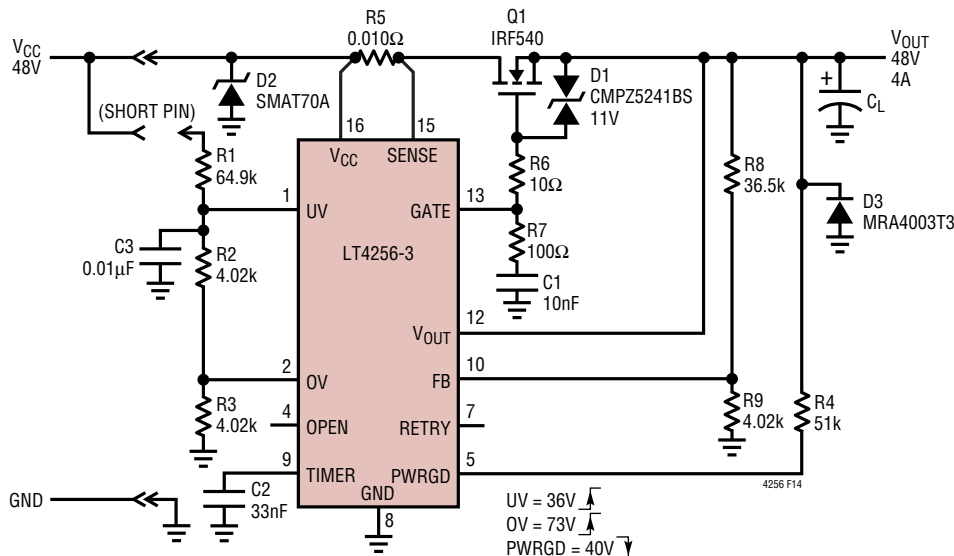 VCC
48V
(SHORT PIN)
R5
0.010Ω
Q1
IRF540
VOUT
48V
4A
D2
SMAT70A
D1
CMPZ5241BS
11V
+
CL
R1
64.9k
16
15
VCC
SENSE
R6
10Ω
R8
36.5k
D3
MRA4003T3
1
UV
GATE
13
LT4256-3
R7
100Ω
C3
0.01µF
R2
4.02k
C1
10nF
VOUT
12
2
OV
FB
10
R3
4.02k
4
OPEN
RETRY
7
R9
4.02k
R4
51k
9
TIMER
PWRGD
5
GND
8
C2
33nF
GND
4256 F14
UV = 36V
OV = 73V
PWRGD = 40V